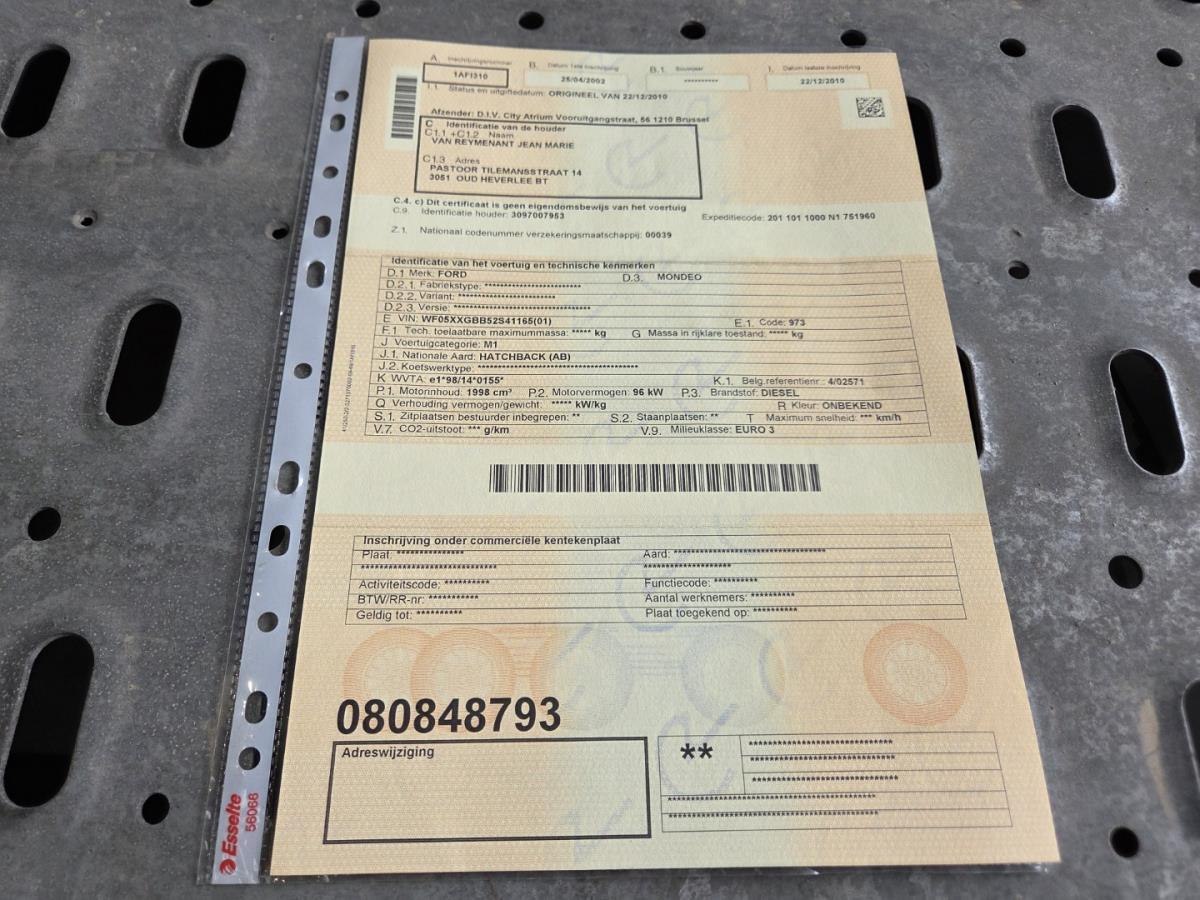 A. Inschrijvingsnummer B. Datum 1ste inschrijving B.1. Bouwjaar I. Datum laatste inschrijving
1AFI310 25/04/2002 ********** 22/12/2010
I.1. Status en uitgiftedatum: ORIGINEEL VAN 22/12/2010
Afzender: D.I.V. City Atrium Vooruitgangstraat, 56 1210 Brussel
C Identificatie van de houder
C1.1 +C1.2 Naam
VAN REYMENANT JEAN MARIE
C1.3 Adres
PASTOOR TILEMANSSTRAAT 14
3051 OUD HEVERLEE BT
C.4. c) Dit certificaat is geen eigendomsbewijs van het voertuig
C.9. Identificatie houder: 3097007953 Expeditiecode: 201 101 1000 N1 751960
Z.1. Nationaal codenummer verzekeringsmaatschappij: 00039
Identificatie van het voertuig en technische kenmerken
D.1 Merk: FORD D.3. MONDEO
D.2.1. Fabriekstype: *************************
D.2.2. Variant: *************************
D.2.3. Versie: ***********************************
E VIN: WF05XXGBB52S41165(01) E.1. Code: 973
F.1 Tech. toelaatbare maximummassa: ***** kg G Massa in rijklare toestand: ***** kg
J Voertuigcategorie: M1
J.1. Nationale Aard: HATCHBACK (AB)
J.2. Koetswerktype: ****************************************
K WVTA: e1*98/14*0155* K.1. Belg.referentienr.: 4/02571
P.1. Motorinhoud: 1998 cm³ P.2. Motorvermogen: 96 kW P.3. Brandstof: DIESEL
Q Verhouding vermogen/gewicht: ***** kW/kg R Kleur: ONBEKEND
S.1. Zitplaatsen bestuurder inbegrepen: ** S.2. Staanplaatsen: ** T Maximum snelheid: *** km/h
V.7. CO2-uitstoot: *** g/km V.9. Milieuklasse: EURO 3
Inschrijving onder commerciële kentekenplaat
Plaat: *************** Aard: ***********************************
****************************** ********************
Activiteitscode: ********** Functiecode: **********
BTW/RR-nr: *********** Aantal werknemers: **********
Geldig tot: ********** Plaat toegekend op: **********
080848793
Adreswijziging
** ********************************
********************************
********************************
********************************************
********************************************
Esselte
56066